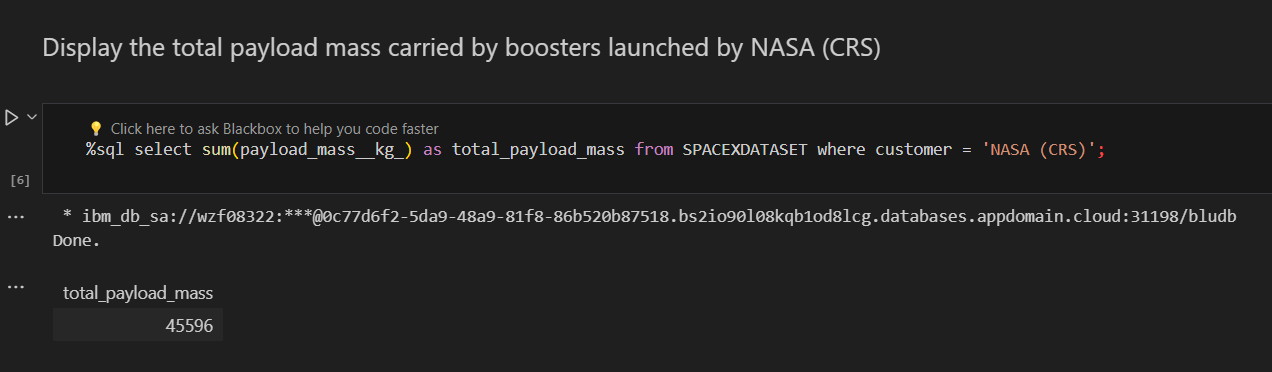 Display the total payload mass carried by boosters launched by NASA (CRS)
💡 Click here to ask Blackbox to help you code faster
%sql select sum(payload_mass__kg_) as total_payload_mass from SPACEXDATASET where customer = 'NASA (CRS)';
[6]
* ibm_db_sa://wzf08322:***@0c77d6f2-5da9-48a9-81f8-86b520b87518.bs2io90l08kqb1od8lcg.databases.appdomain.cloud:31198/bludb
Done.
total_payload_mass
45596